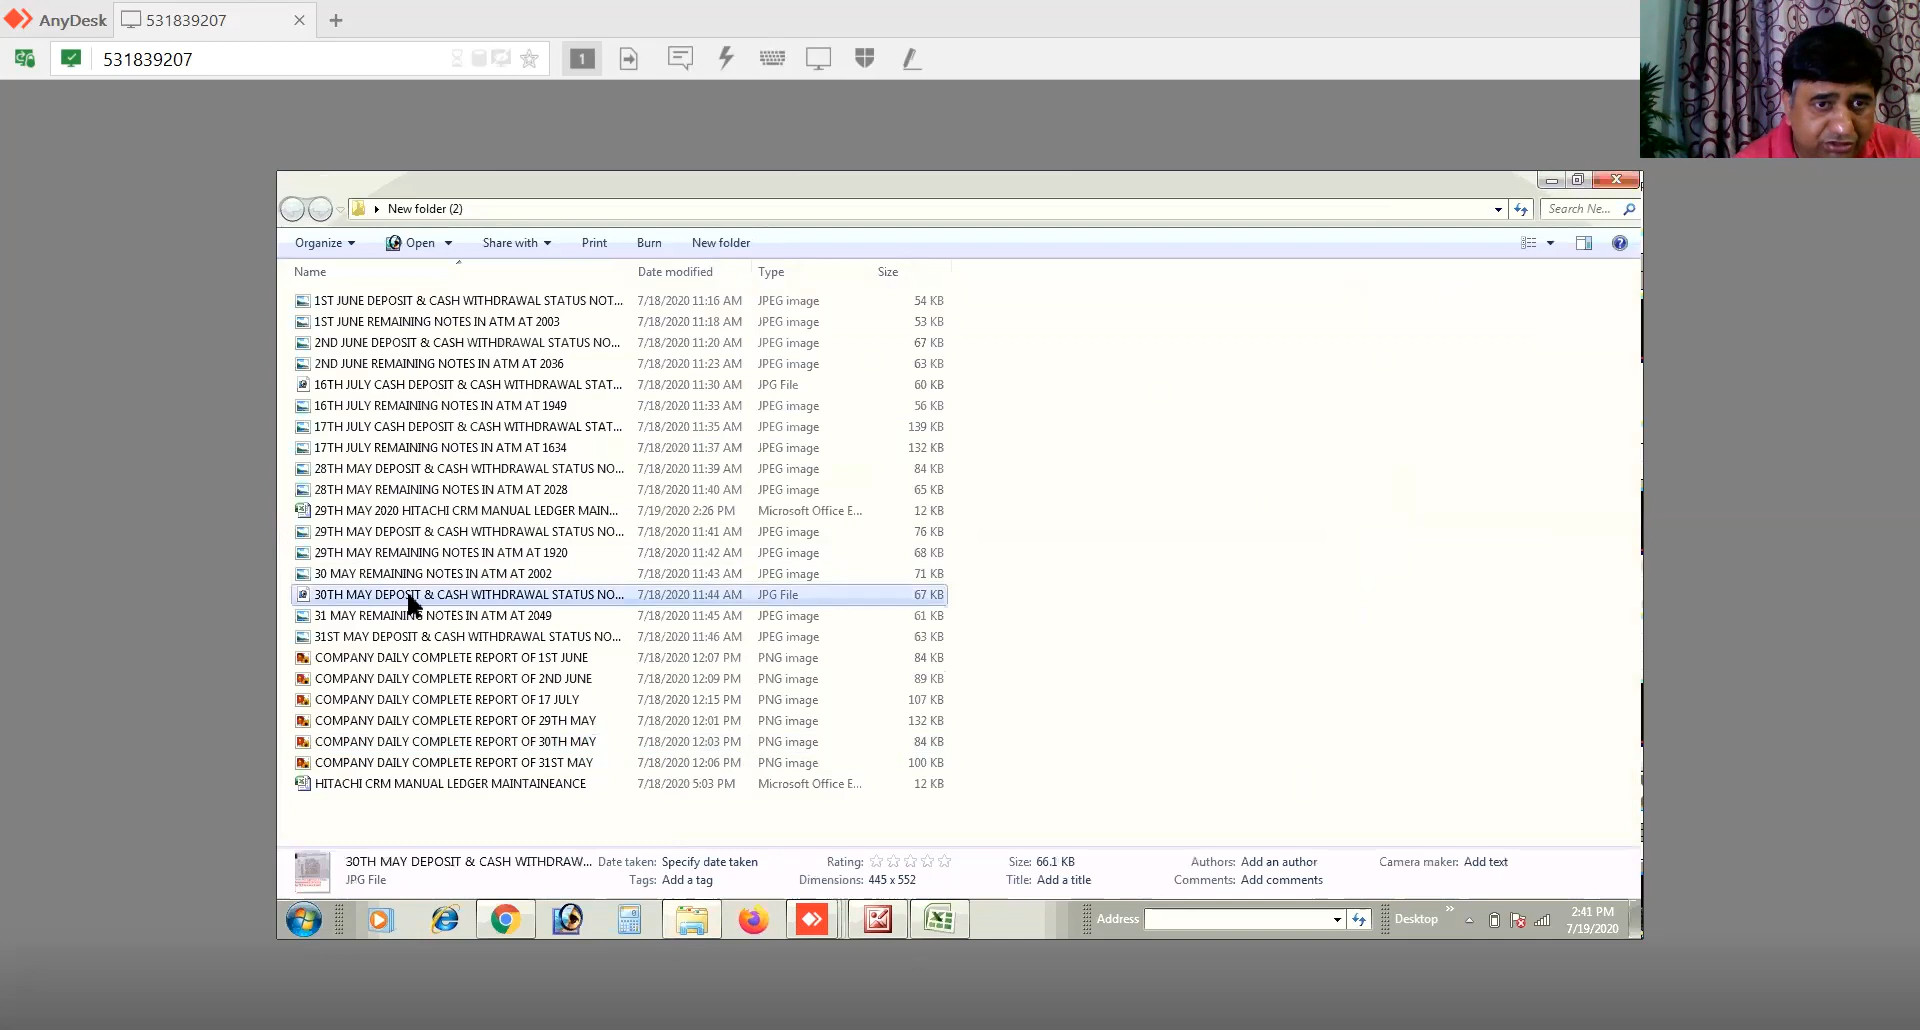 AnyDesk 531839207
531839207 1
New folder (2) Search Ne...
Organize Open Share with Print Burn New folder
Name Date modified Type Size
1ST JUNE DEPOSIT & CASH WITHDRAWAL STATUS NOT... 7/18/2020 11:16 AM JPEG image 54 KB
1ST JUNE REMAINING NOTES IN ATM AT 2003 7/18/2020 11:18 AM JPEG image 53 KB
2ND JUNE DEPOSIT & CASH WITHDRAWAL STATUS NO... 7/18/2020 11:20 AM JPEG image 67 KB
2ND JUNE REMAINING NOTES IN ATM AT 2036 7/18/2020 11:23 AM JPEG image 63 KB
16TH JULY CASH DEPOSIT & CASH WITHDRAWAL STAT... 7/18/2020 11:30 AM JPG File 60 KB
16TH JULY REMAINING NOTES IN ATM AT 1949 7/18/2020 11:33 AM JPEG image 56 KB
17TH JULY CASH DEPOSIT & CASH WITHDRAWAL STAT... 7/18/2020 11:35 AM JPEG image 139 KB
17TH JULY REMAINING NOTES IN ATM AT 1634 7/18/2020 11:37 AM JPEG image 132 KB
28TH MAY DEPOSIT & CASH WITHDRAWAL STATUS NO... 7/18/2020 11:39 AM JPEG image 84 KB
28TH MAY REMAINING NOTES IN ATM AT 2028 7/18/2020 11:40 AM JPEG image 65 KB
29TH MAY 2020 HITACHI CRM MANUAL LEDGER MAIN... 7/19/2020 2:26 PM Microsoft Office E... 12 KB
29TH MAY DEPOSIT & CASH WITHDRAWAL STATUS NO... 7/18/2020 11:41 AM JPEG image 76 KB
29TH MAY REMAINING NOTES IN ATM AT 1920 7/18/2020 11:42 AM JPEG image 68 KB
30 MAY REMAINING NOTES IN ATM AT 2002 7/18/2020 11:43 AM JPEG image 71 KB
30TH MAY DEPOSIT & CASH WITHDRAWAL STATUS NO... 7/18/2020 11:44 AM JPG File 67 KB
31 MAY REMAINING NOTES IN ATM AT 2049 7/18/2020 11:45 AM JPEG image 61 KB
31ST MAY DEPOSIT & CASH WITHDRAWAL STATUS NO... 7/18/2020 11:46 AM JPEG image 63 KB
COMPANY DAILY COMPLETE REPORT OF 1ST JUNE 7/18/2020 12:07 PM PNG image 84 KB
COMPANY DAILY COMPLETE REPORT OF 2ND JUNE 7/18/2020 12:09 PM PNG image 89 KB
COMPANY DAILY COMPLETE REPORT OF 17 JULY 7/18/2020 12:15 PM PNG image 107 KB
COMPANY DAILY COMPLETE REPORT OF 29TH MAY 7/18/2020 12:01 PM PNG image 132 KB
COMPANY DAILY COMPLETE REPORT OF 30TH MAY 7/18/2020 12:03 PM PNG image 84 KB
COMPANY DAILY COMPLETE REPORT OF 31ST MAY 7/18/2020 12:06 PM PNG image 100 KB
HITACHI CRM MANUAL LEDGER MAINTAINEANCE 7/18/2020 5:03 PM Microsoft Office E... 12 KB
30TH MAY DEPOSIT & CASH WITHDRAW... Date taken: Specify date taken Rating: Size: 66.1 KB Authors: Add an author Camera maker: Add text
JPG File Tags: Add a tag Dimensions: 445 x 552 Title: Add a title Comments: Add comments
Address Desktop » 2:41 PM
7/19/2020